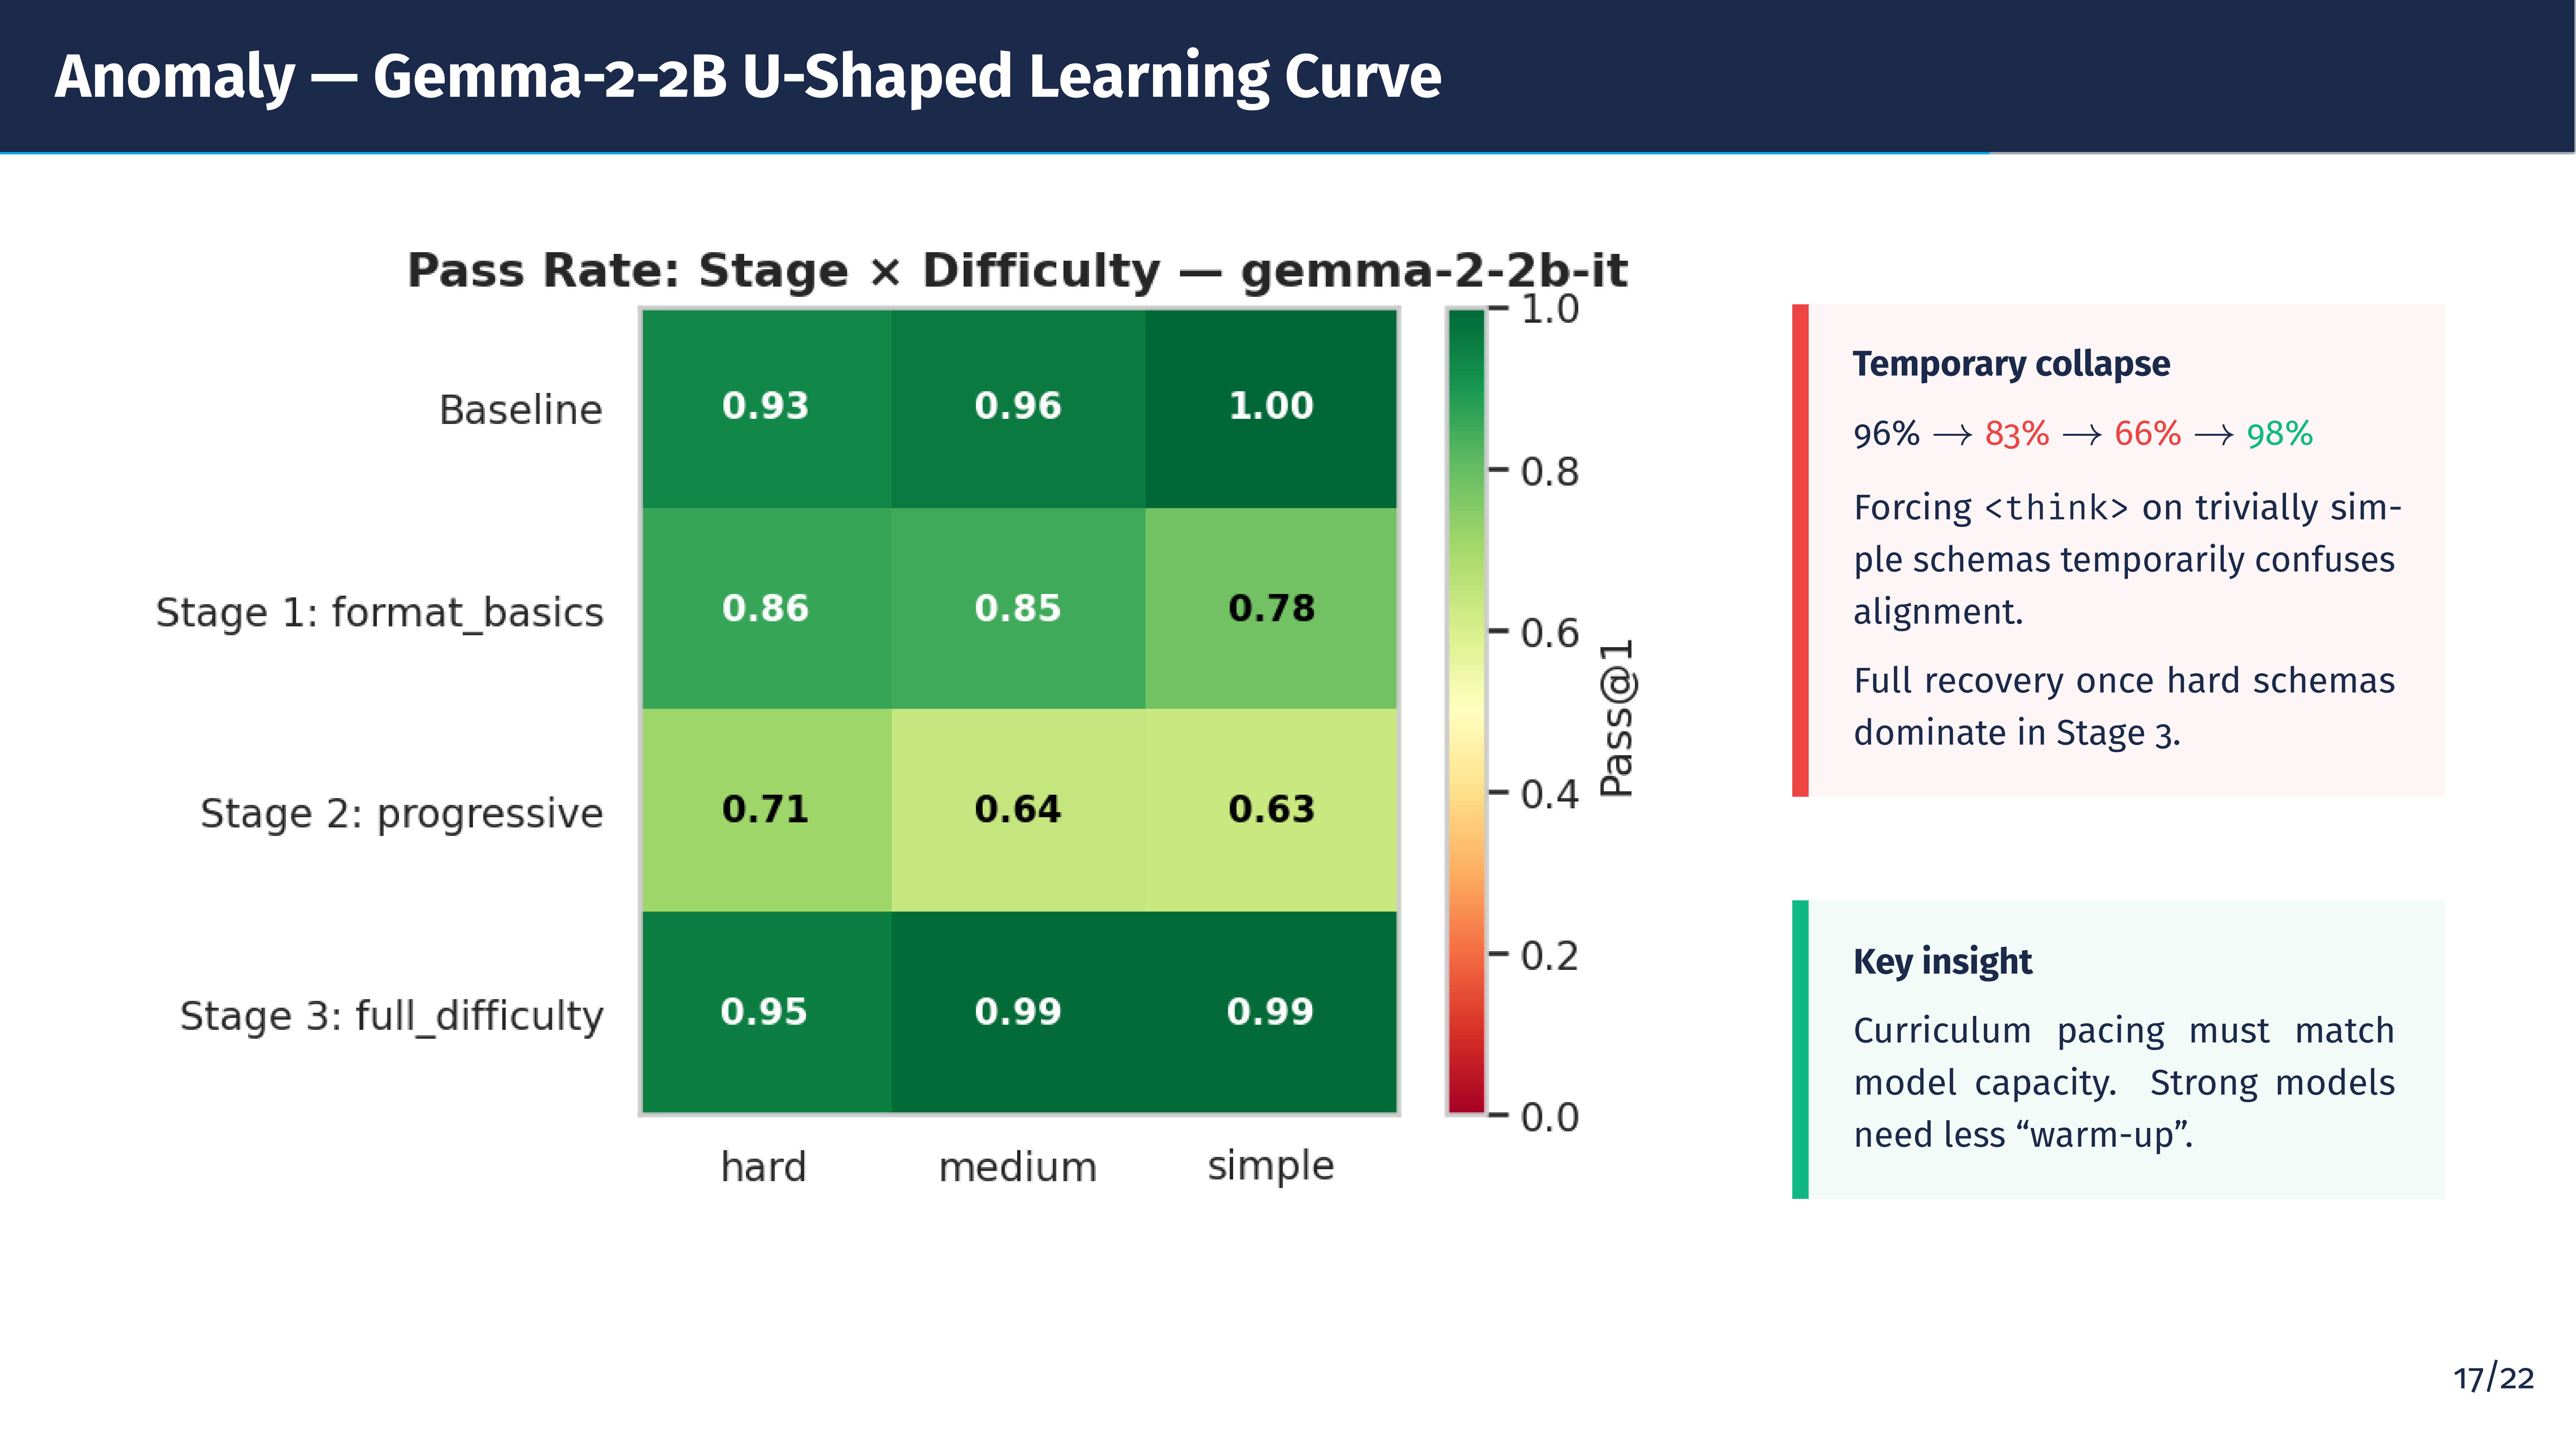 Anomaly — Gemma-2-2B U-Shaped Learning Curve
Pass Rate: Stage × Difficulty — gemma-2-2b-it
Baseline
0.93 0.96 1.00
Stage 1: format_basics
0.86 0.85 0.78
Stage 2: progressive
0.71 0.64 0.63
Stage 3: full_difficulty
0.95 0.99 0.99
hard medium simple
1.0
0.8
0.6
0.4
0.2
0.0
Pass@1
Temporary collapse
96% → 83% → 66% → 98%
Forcing <think> on trivially sim-
ple schemas temporarily confuses
alignment.
Full recovery once hard schemas
dominate in Stage 3.
Key insight
Curriculum pacing must match
model capacity. Strong models
need less “warm-up”.
17/22